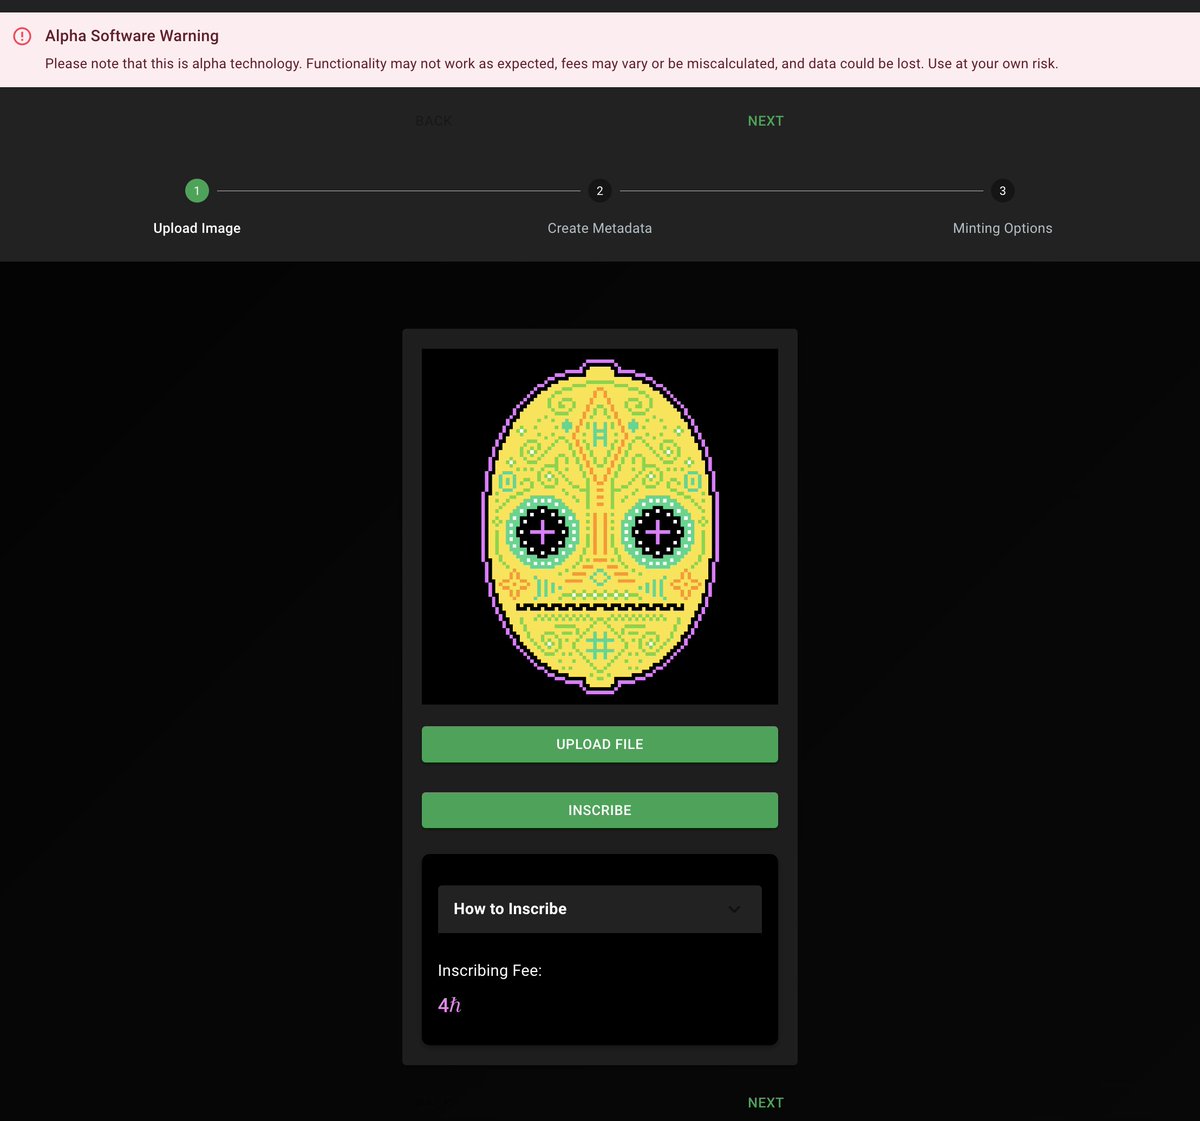 Alpha Software Warning
Please note that this is alpha technology. Functionality may not work as expected, fees may vary or be miscalculated, and data could be lost. Use at your own risk.
BACK NEXT
1 2 3
Upload Image Create Metadata Minting Options
H
#
UPLOAD FILE
INSCRIBE
How to Inscribe
Inscribing Fee:
4ℏ
NEXT